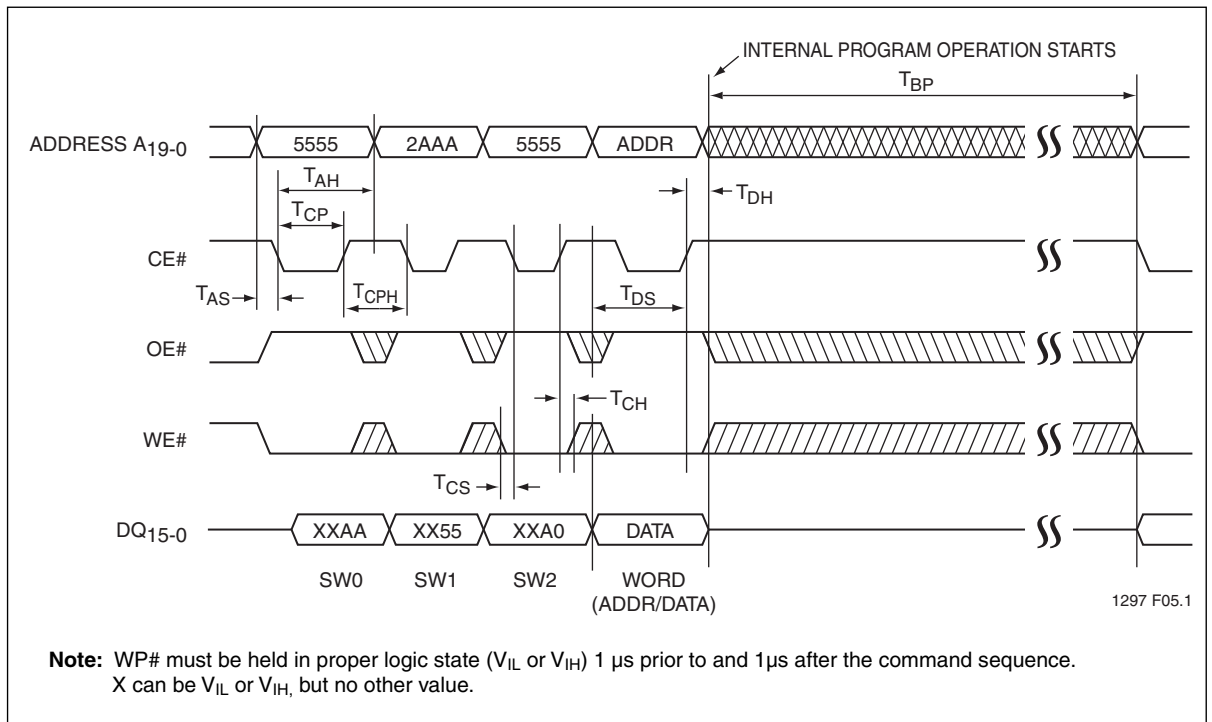 INTERNAL PROGRAM OPERATION STARTS
TBP
ADDRESS A19-0
5555
2AAA
5555
ADDR
TAH
TDH
TCP
CE#
TAS
TCPH
TDS
OE#
TCH
WE#
TCS
DQ15-0
XXAA
XX55
XXA0
DATA
SW0
SW1
SW2
WORD
(ADDR/DATA)
1297 F05.1
Note: WP# must be held in proper logic state (VIL or VIH) 1 µs prior to and 1µs after the command sequence.
X can be VIL or VIH, but no other value.